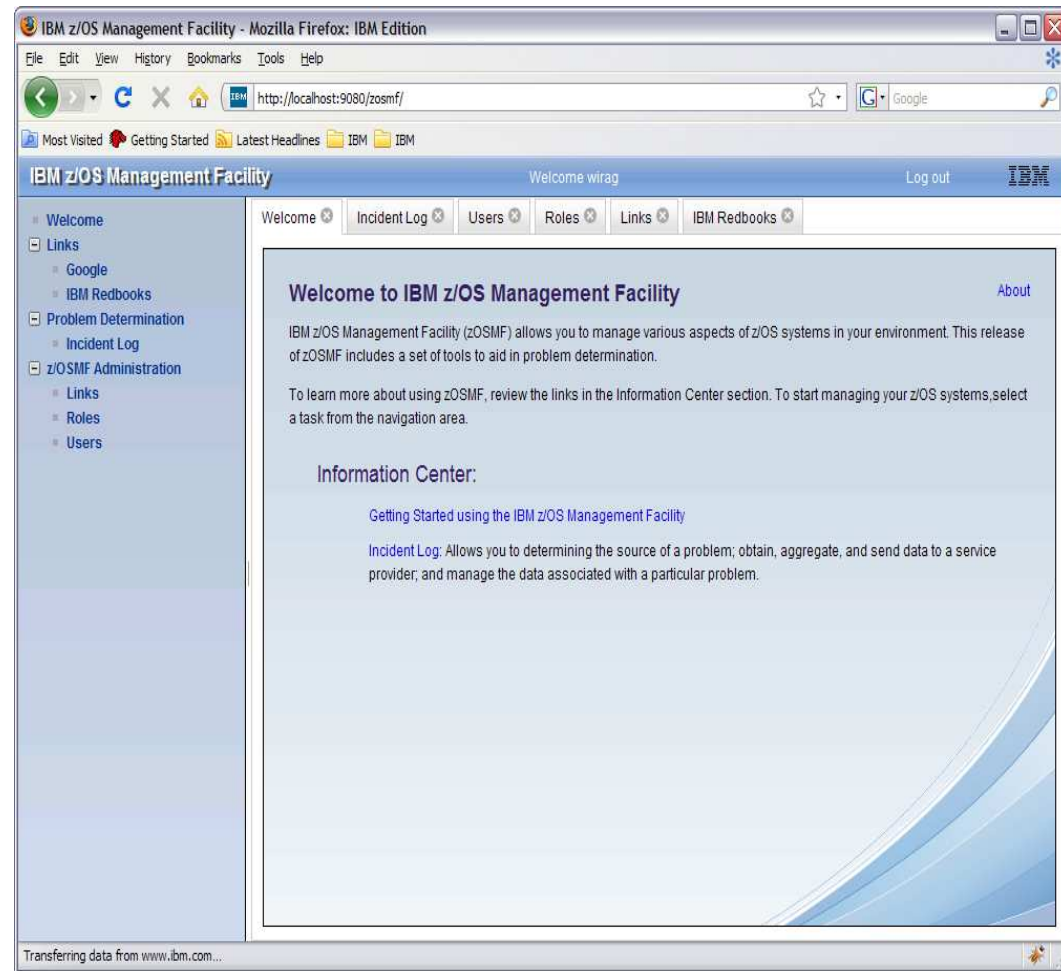 IBM z/OS Management Facility - Mozilla Firefox: IBM Edition
File Edit View History Bookmarks Tools Help
IBM http://localhost:9080/zosmf/ G Google
Most Visited Getting Started Latest Headlines IBM IBM
IBM z/OS Management Facility Welcome wirag Log out IBM
Welcome
Links
Google
IBM Redbooks
Problem Determination
Incident Log
z/OSMF Administration
Links
Roles
Users
Welcome Incident Log Users Roles Links IBM Redbooks
Welcome to IBM z/OS Management Facility About
IBM z/OS Management Facility (zOSMF) allows you to manage various aspects of z/OS systems in your environment. This release
of zOSMF includes a set of tools to aid in problem determination.
To learn more about using zOSMF, review the links in the Information Center section. To start managing your z/OS systems,select
a task from the navigation area.
Information Center:
Getting Started using the IBM z/OS Management Facility
Incident Log: Allows you to determining the source of a problem; obtain, aggregate, and send data to a service
provider; and manage the data associated with a particular problem.
Transferring data from www.ibm.com...